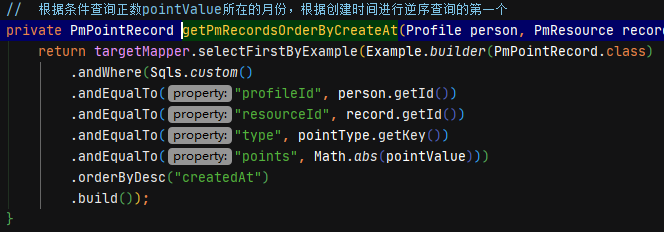 // 根据条件查询正数pointValue所在的月份，根据创建时间进行逆序查询的第一个
private PmPointRecord getPmRecordsOrderByCreateAt(Profile person, PmResource recor
return targetMapper.selectFirstByExample(Example.builder(PmPointRecord.class)
.andWhere(Sqls.custom()
.andEqualTo( property: "profileId", person.getId())
.andEqualTo( property: "resourceId", record.getId())
.andEqualTo( property: "type", pointType.getKey())
.andEqualTo( property: "points", Math.abs(pointValue)))
.orderByDesc("createdAt")
.build());
}